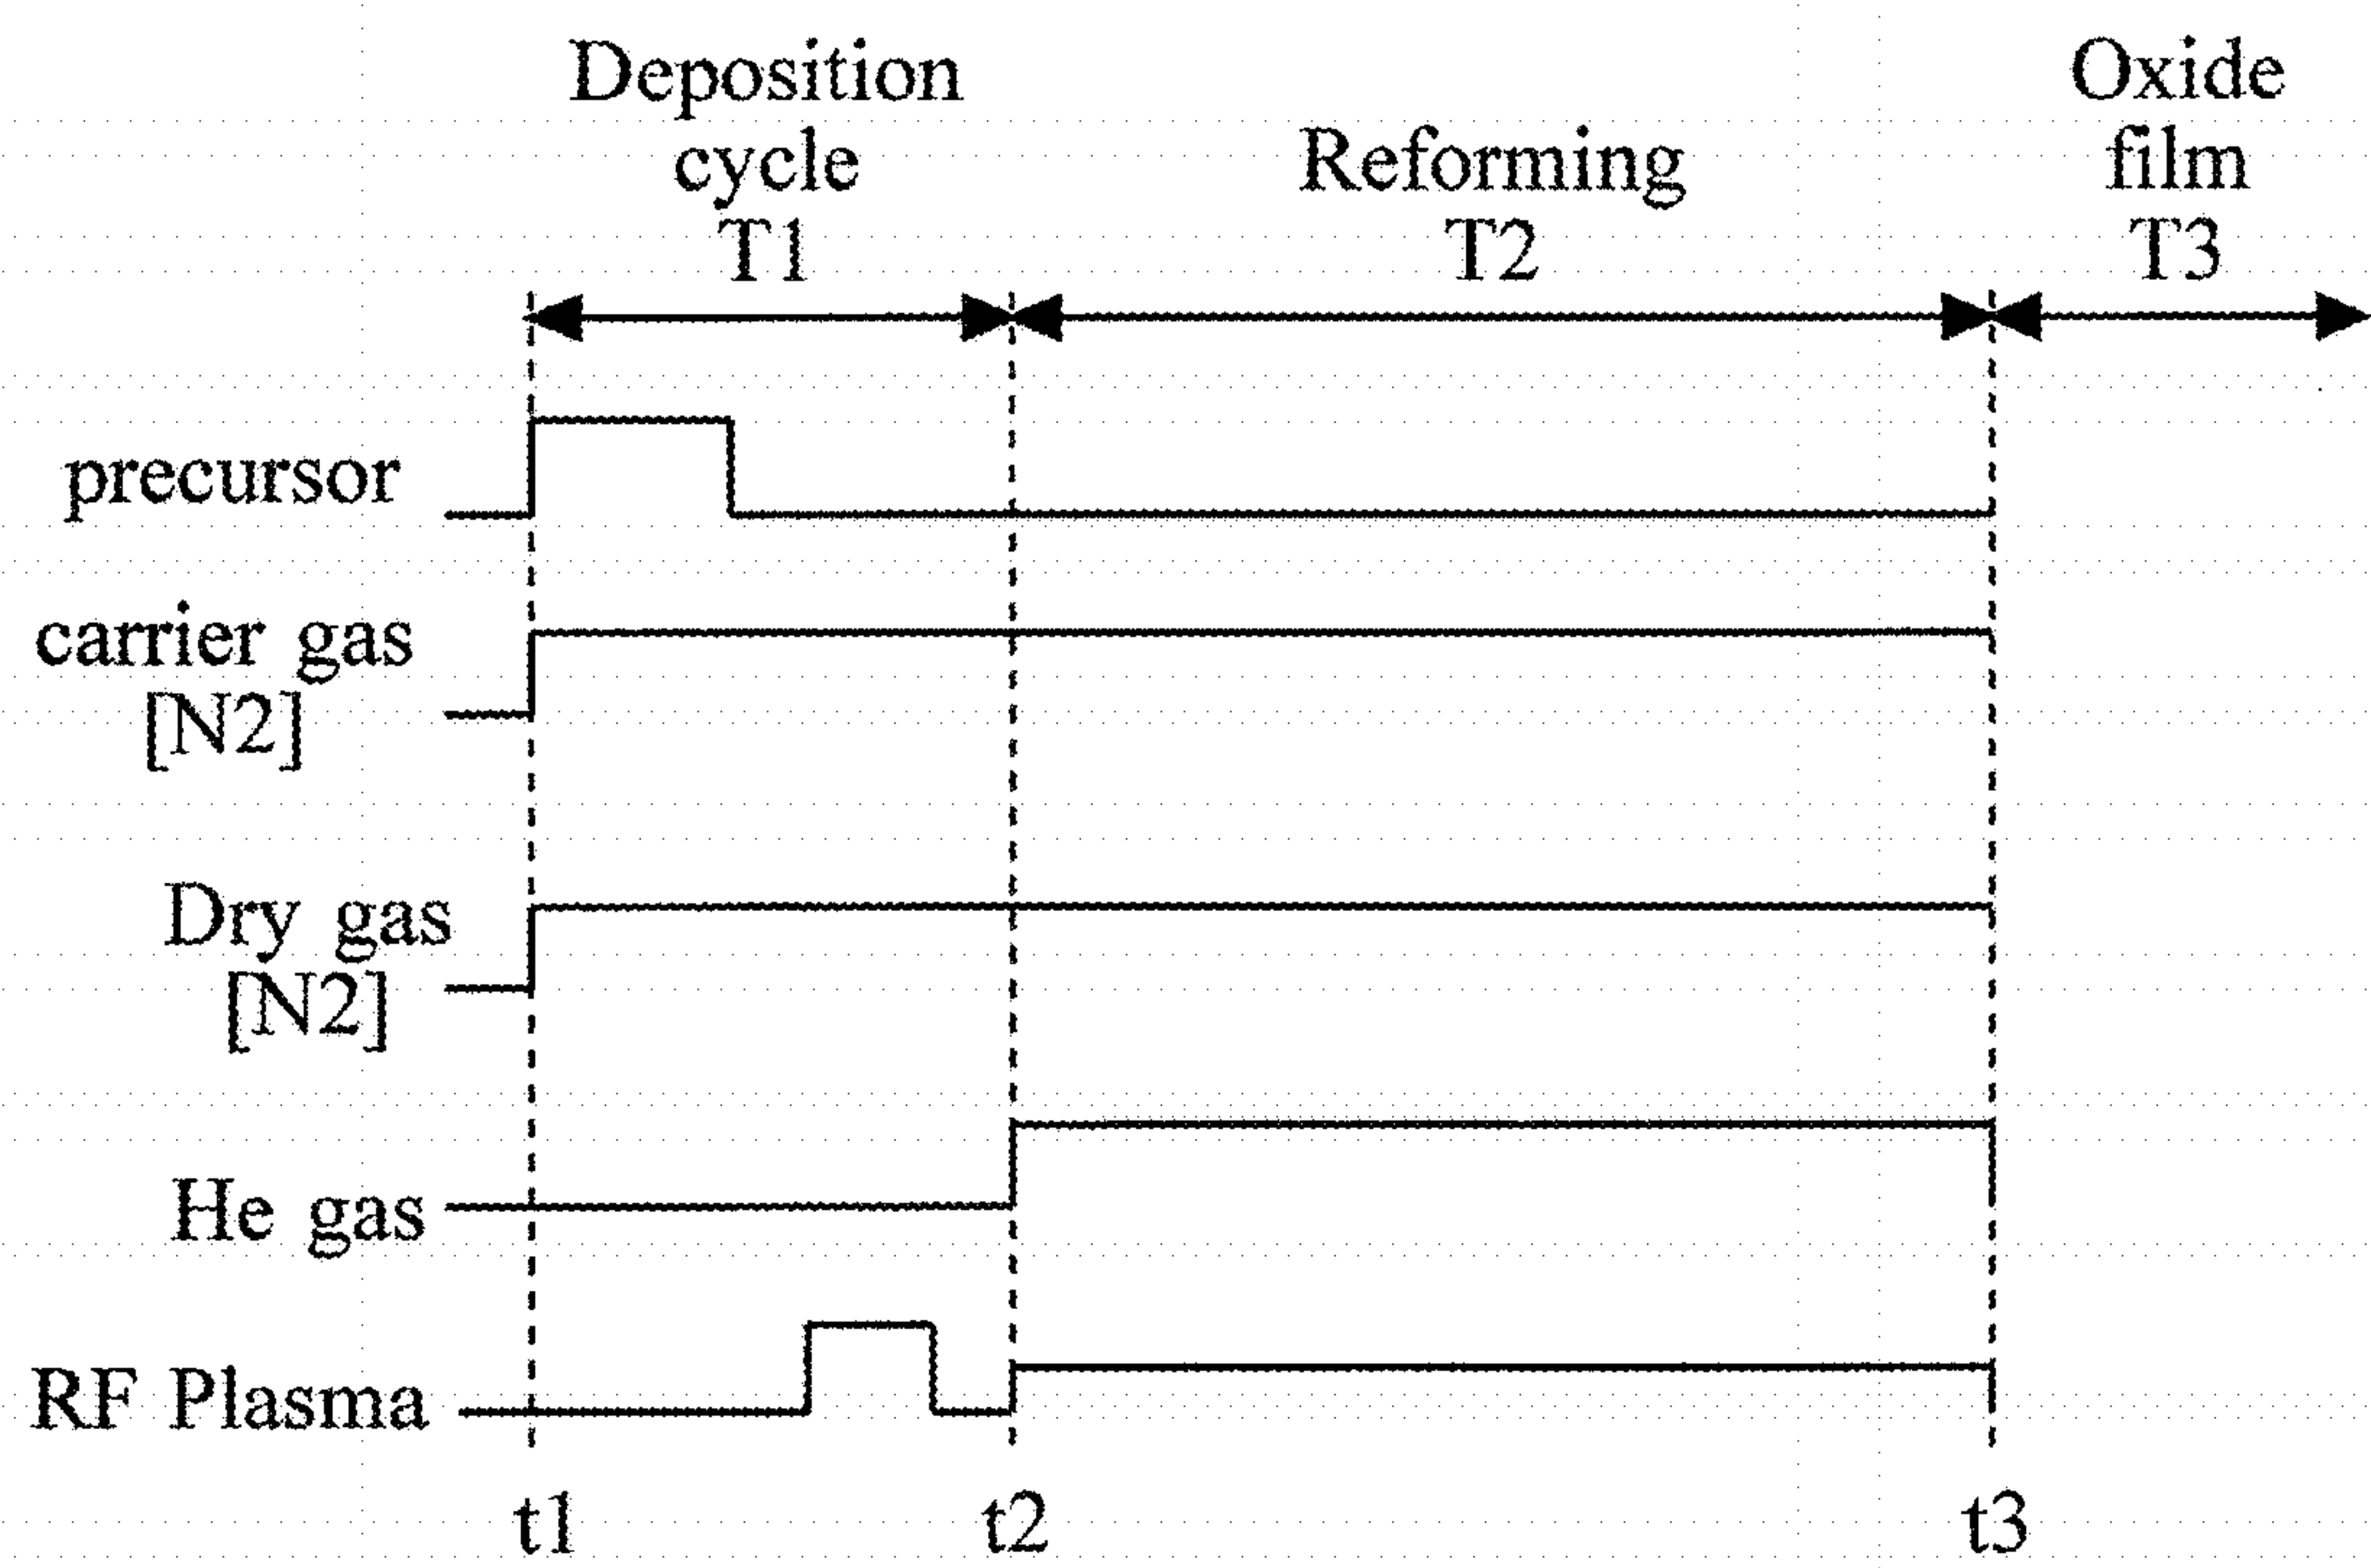 Deposition
cycle
T1
Reforming
T2
Oxide
film
T3
precursor
carrier gas
[N2]
Dry gas
[N2]
He gas
RF Plasma
t1
t2
t3